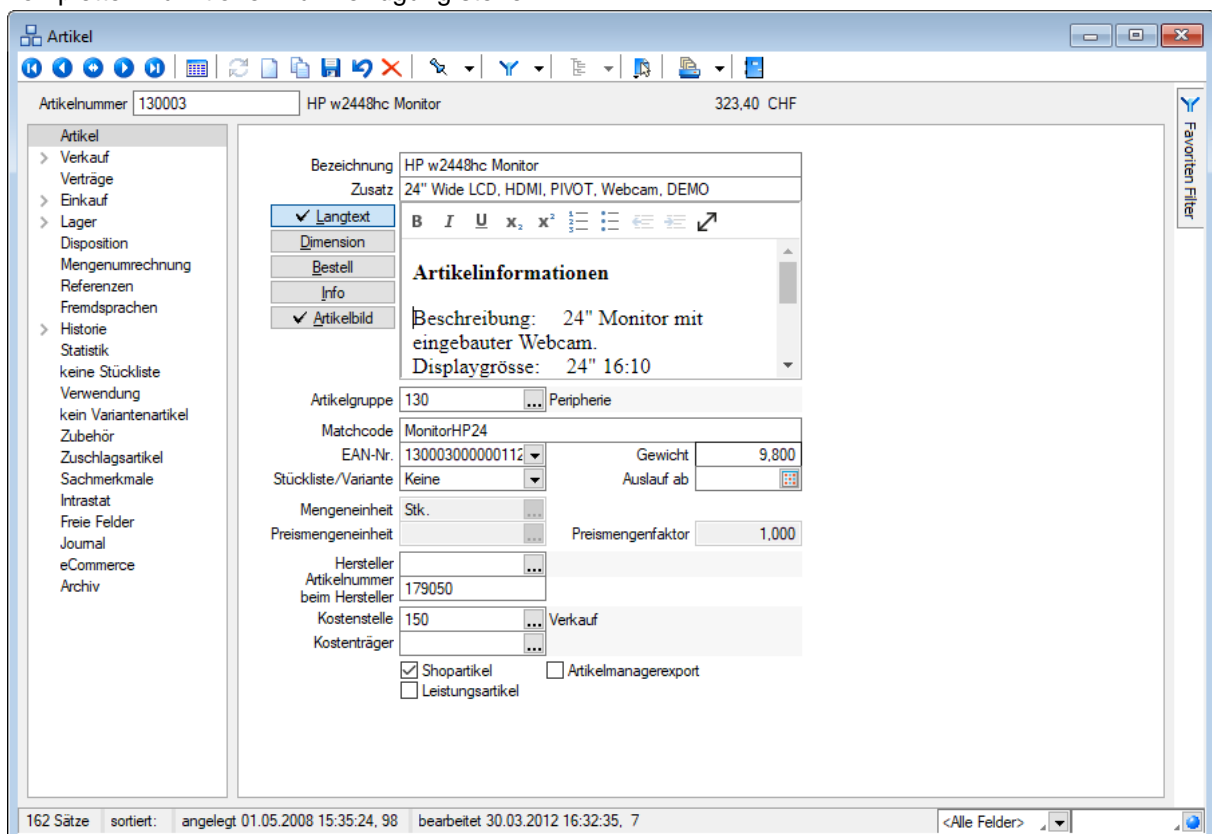 Artikel
Artikelnummer 130003 HP w2448hc Monitor 323,40 CHF
Favoriten Filter
Artikel
Verkauf
Verträge
Einkauf
Lager
Disposition
Mengenumrechnung
Referenzen
Fremdsprachen
Historie
Statistik
keine Stückliste
Verwendung
kein Variantenartikel
Zubehör
Zuschlagsartikel
Sachmerkmale
Intrastat
Freie Felder
Journal
eCommerce
Archiv
Bezeichnung HP w2448hc Monitor
Zusatz 24" Wide LCD, HDMI, PIVOT, Webcam, DEMO
Langtext
Dimension
Bestell
Info
Artikelbild
B I U x₂ x²
Artikelinformationen
Beschreibung: 24" Monitor mit
eingebauter Webcam.
Displaygrösse: 24" 16:10
Artikelgruppe 130 ... Peripherie
Matchcode MonitorHP24
EAN-Nr. 130003000000112 Gewicht 9,800
Stückliste/Variante Keine Auslauf ab
Mengeneinheit Stk. ...
Preismengeneinheit ... Preismengenfaktor 1,000
Hersteller ...
Artikelnummer
beim Hersteller 179050
Kostenstelle 150 ... Verkauf
Kostenträger ...
Shopartikel Artikelmanagerexport
Leistungsartikel
162 Sätze sortiert: angelegt 01.05.2008 15:35:24, 98 bearbeitet 30.03.2012 16:32:35, 7 <Alle Felder>